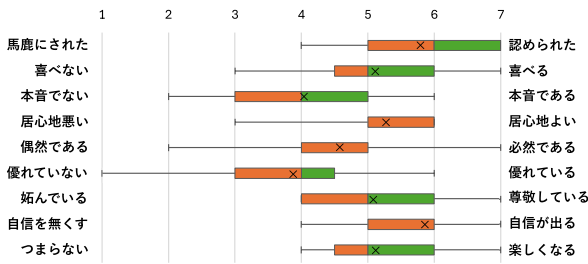 1 2 3 4 5 6 7
馬鹿にされた 認められた
喜べない 喜べる
本音でない 本音である
居心地悪い 居心地よい
偶然である 必然である
優れていない 優れている
妬んでいる 尊敬している
自信を無くす 自信が出る
つまらない 楽しくなる